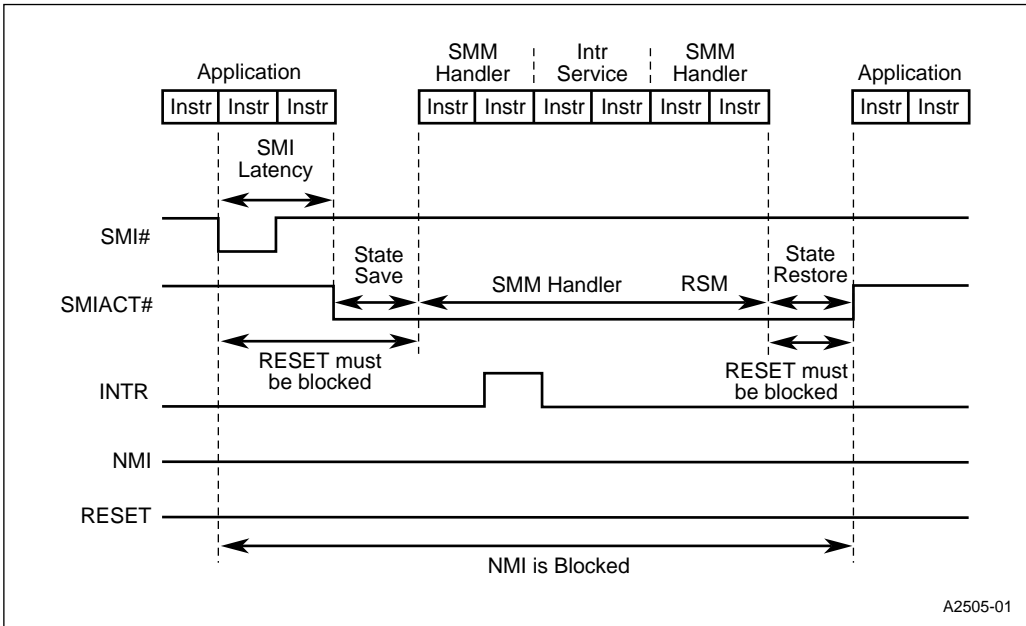 Application
SMM
Handler
Intr
Service
SMM
Handler
Application
Instr Instr Instr
Instr Instr Instr Instr Instr Instr
Instr Instr
SMI
Latency
SMI#
State
Save
State
Restore
SMM Handler
RSM
SMIACT#
RESET must
be blocked
RESET must
be blocked
INTR
NMI
RESET
NMI is Blocked
A2505-01